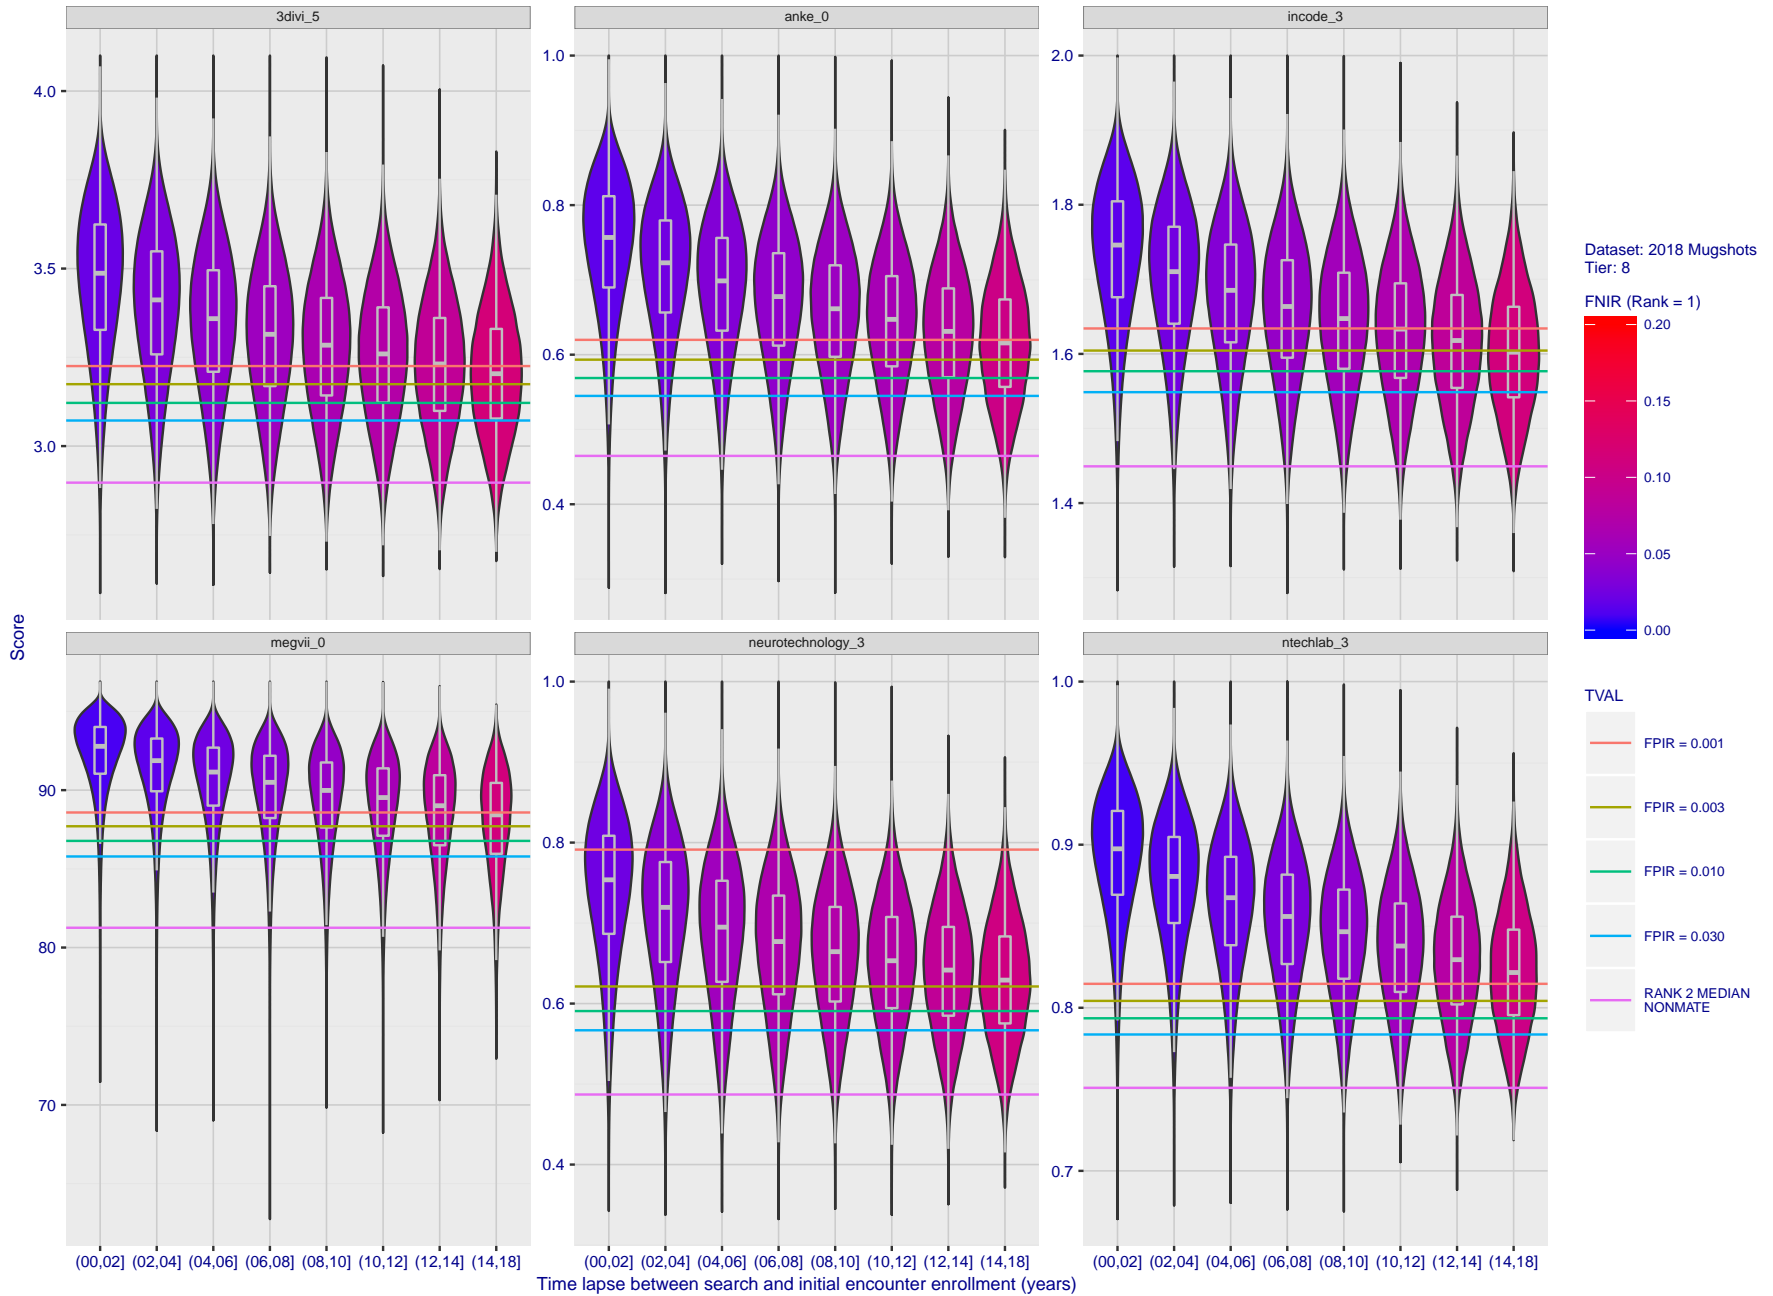 3divi_5
anke_0
incode_3
4.0
3.5
3.0
1.0
0.8
0.6
0.4
2.0
1.8
1.6
1.4
Score
megvii_0
neurotechnology_3
ntechlab_3
90
80
70
1.0
0.8
0.6
0.4
1.0
0.9
0.8
0.7
(00,02] (02,04] (04,06] (06,08] (08,10] (10,12] (12,14] (14,18]
(00,02] (02,04] (04,06] (06,08] (08,10] (10,12] (12,14] (14,18]
(00,02] (02,04] (04,06] (06,08] (08,10] (10,12] (12,14] (14,18]
Time lapse between search and initial encounter enrollment (years)
Dataset: 2018 Mugshots
Tier: 8
FNIR (Rank = 1)
0.20
0.15
0.10
0.05
0.00
TVAL
FPIR = 0.001
FPIR = 0.003
FPIR = 0.010
FPIR = 0.030
RANK 2 MEDIAN
NONMATE